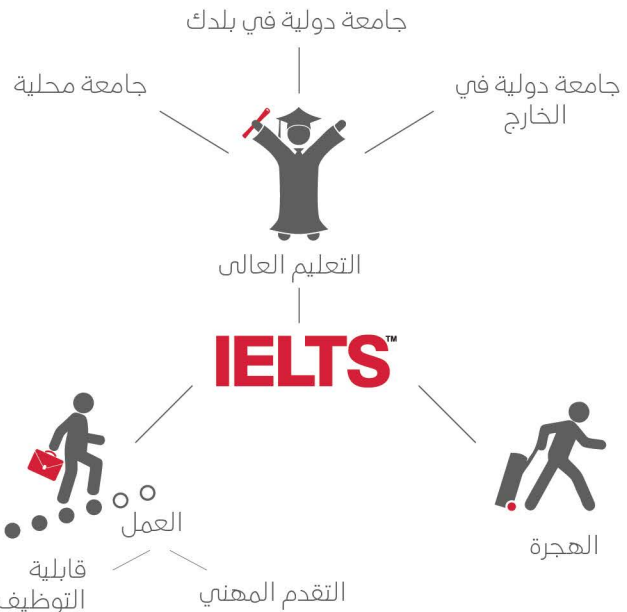 جامعة دولية في بلدك
جامعة محلية
جامعة دولية في
الخارج
التعليم العالى
IELTS™
العمل
الهجرة
قابلية
التوظيف
التقدم المهني